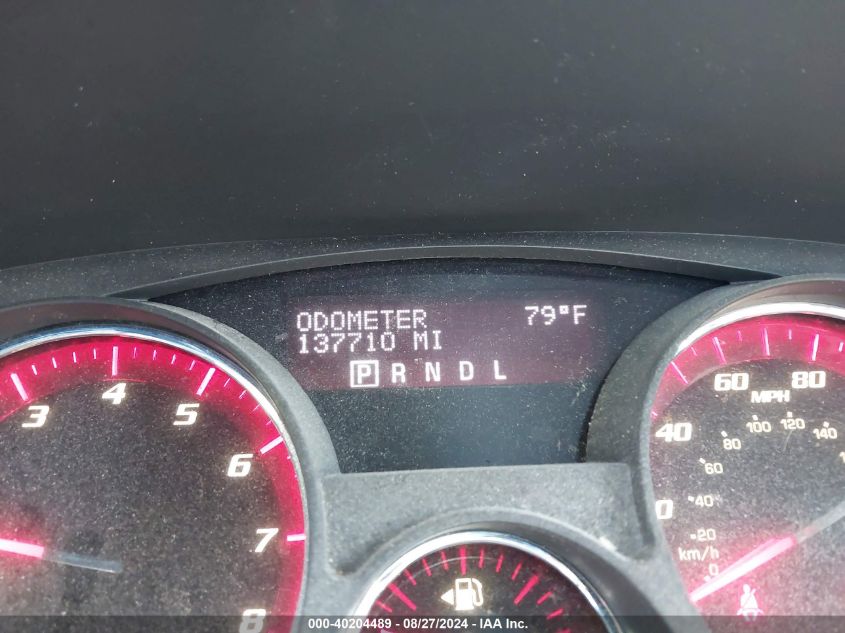 ODOMETER 79°F
137710 MI
P R N D L
3 4 5 6 7 8
40 60 80
MPH
20 40 60 80 100 120 140
km/h
0
000-40204489 - 08/27/2024 - IAA Inc.